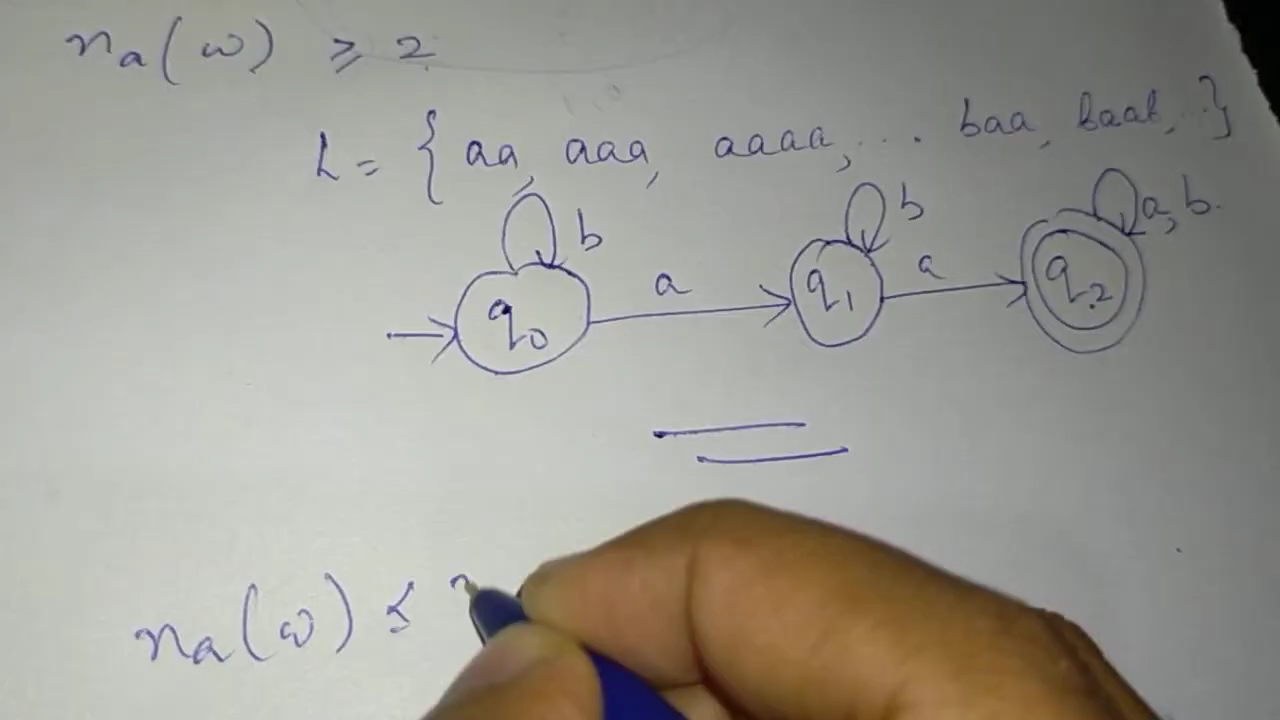 na(w) ≥ 2
L = { aa, aaa, aaaa, ... baa, baab, .. }
b b a, b.
a a
q0 q1 q2
na(w) ≤